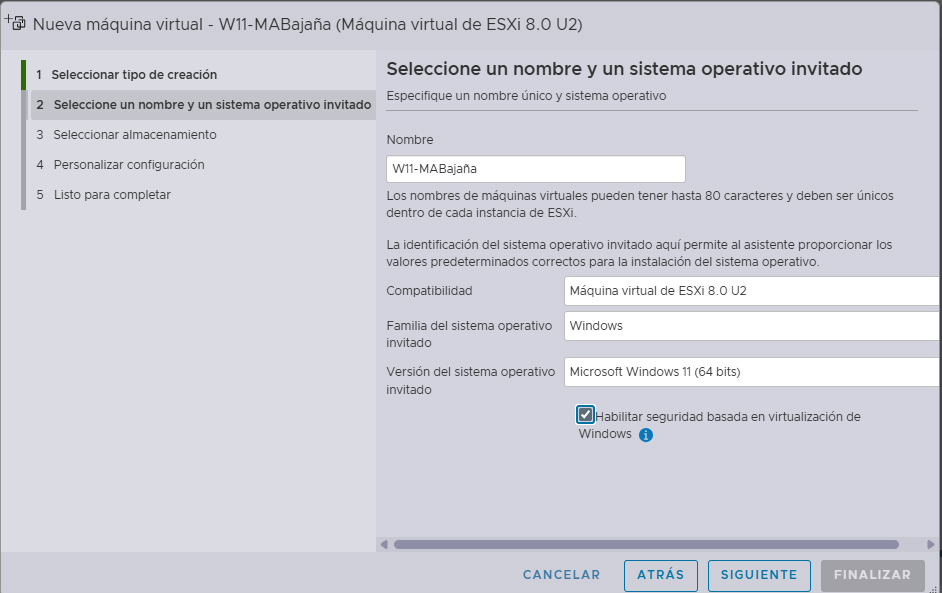 Nueva máquina virtual - W11-MABajaña (Máquina virtual de ESXi 8.0 U2)
1 Seleccionar tipo de creación
2 Seleccione un nombre y un sistema operativo invitado
3 Seleccionar almacenamiento
4 Personalizar configuración
5 Listo para completar
Seleccione un nombre y un sistema operativo invitado
Especifique un nombre único y sistema operativo
Nombre
W11-MABajaña
Los nombres de máquinas virtuales pueden tener hasta 80 caracteres y deben ser únicos
dentro de cada instancia de ESXi.
La identificación del sistema operativo invitado aquí permite al asistente proporcionar los
valores predeterminados correctos para la instalación del sistema operativo.
Compatibilidad
Máquina virtual de ESXi 8.0 U2
Familia del sistema operativo
invitado
Windows
Versión del sistema operativo
invitado
Microsoft Windows 11 (64 bits)
Habilitar seguridad basada en virtualización de
Windows
CANCELAR
ATRÁS
SIGUIENTE
FINALIZAR